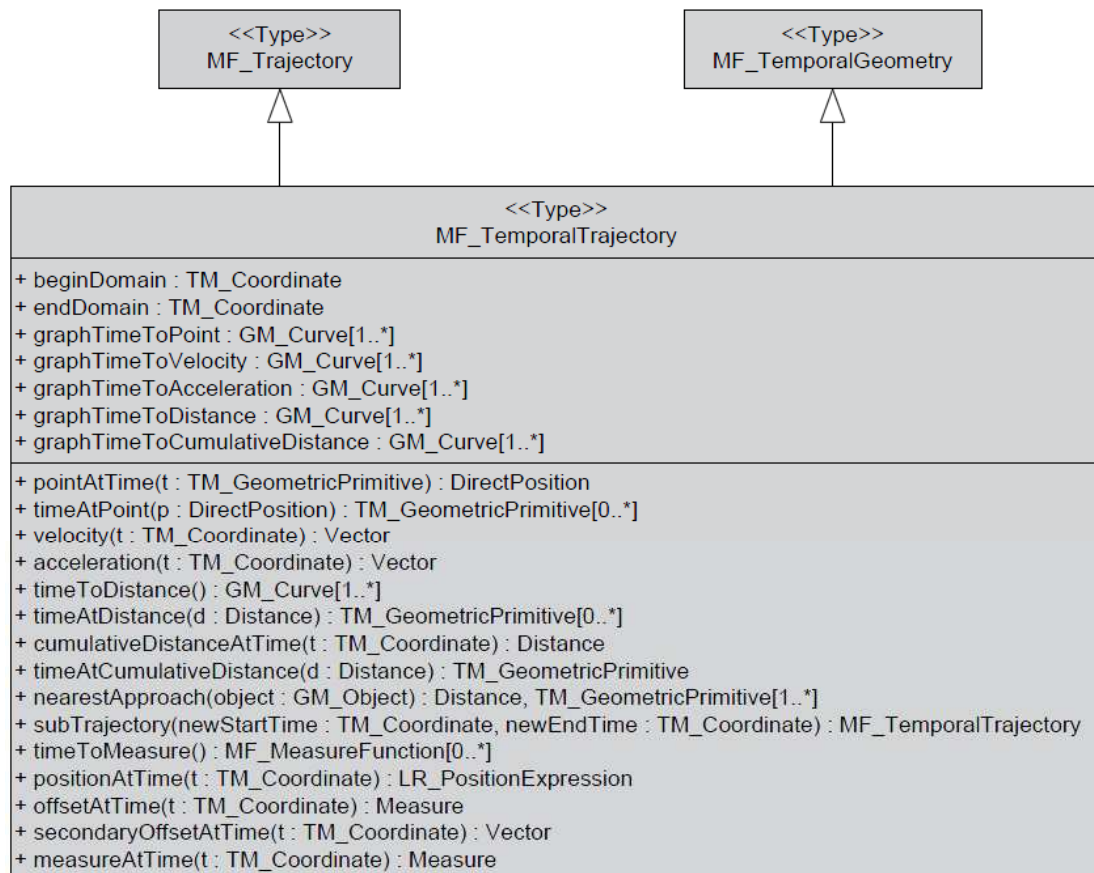 <<Type>>
MF_Trajectory
<<Type>>
MF_TemporalGeometry
<<Type>>
MF_TemporalTrajectory
+ beginDomain : TM_Coordinate
+ endDomain : TM_Coordinate
+ graphTimeToPoint : GM_Curve[1..*]
+ graphTimeToVelocity : GM_Curve[1..*]
+ graphTimeToAcceleration : GM_Curve[1..*]
+ graphTimeToDistance : GM_Curve[1..*]
+ graphTimeToCumulativeDistance : GM_Curve[1..*]
+ pointAtTime(t : TM_GeometricPrimitive) : DirectPosition
+ timeAtPoint(p : DirectPosition) : TM_GeometricPrimitive[0..*]
+ velocity(t : TM_Coordinate) : Vector
+ acceleration(t : TM_Coordinate) : Vector
+ timeToDistance() : GM_Curve[1..*]
+ timeAtDistance(d : Distance) : TM_GeometricPrimitive[0..*]
+ cumulativeDistanceAtTime(t : TM_Coordinate) : Distance
+ timeAtCumulativeDistance(d : Distance) : TM_GeometricPrimitive
+ nearestApproach(object : GM_Object) : Distance, TM_GeometricPrimitive[1..*]
+ subTrajectory(newStartTime : TM_Coordinate, newEndTime : TM_Coordinate) : MF_TemporalTrajectory
+ timeToMeasure() : MF_MeasureFunction[0..*]
+ positionAtTime(t : TM_Coordinate) : LR_PositionExpression
+ offsetAtTime(t : TM_Coordinate) : Measure
+ secondaryOffsetAtTime(t : TM_Coordinate) : Vector
+ measureAtTime(t : TM_Coordinate) : Measure